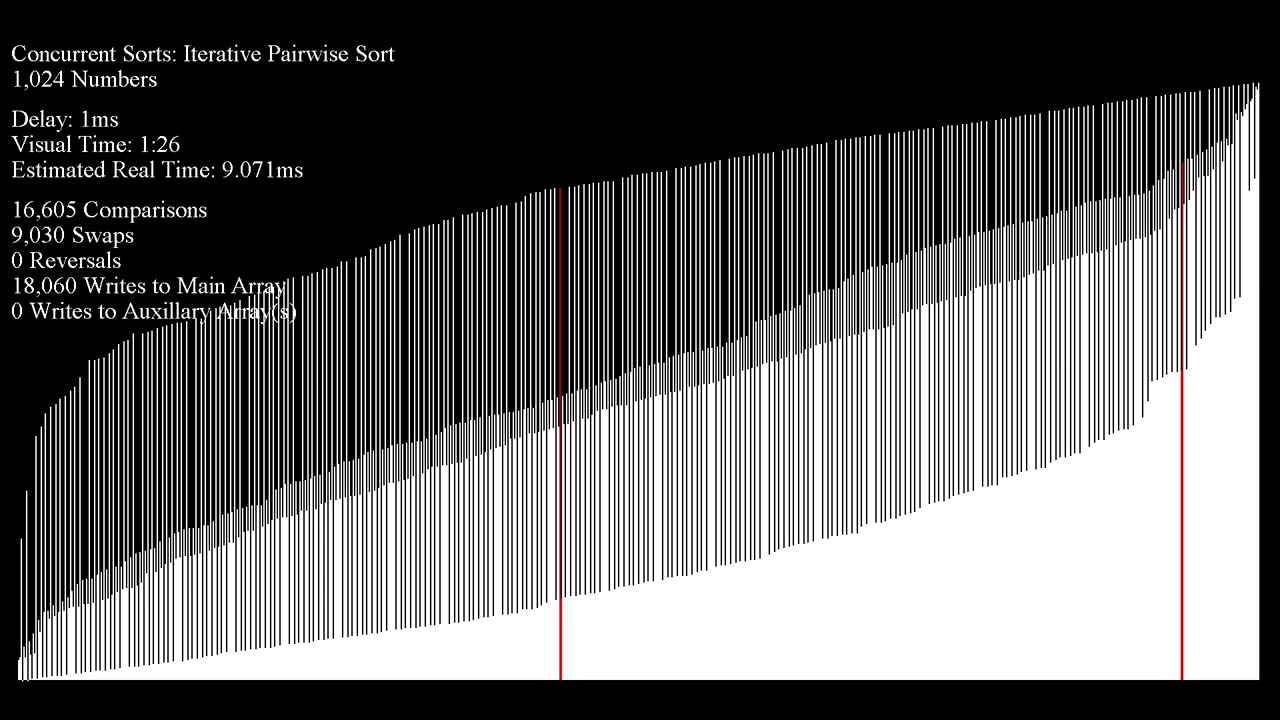 Concurrent Sorts: Iterative Pairwise Sort
1,024 Numbers
Delay: 1ms
Visual Time: 1:26
Estimated Real Time: 9.071ms
16,605 Comparisons
9,030 Swaps
0 Reversals
18,060 Writes to Main Array
0 Writes to Auxillary Array(s)